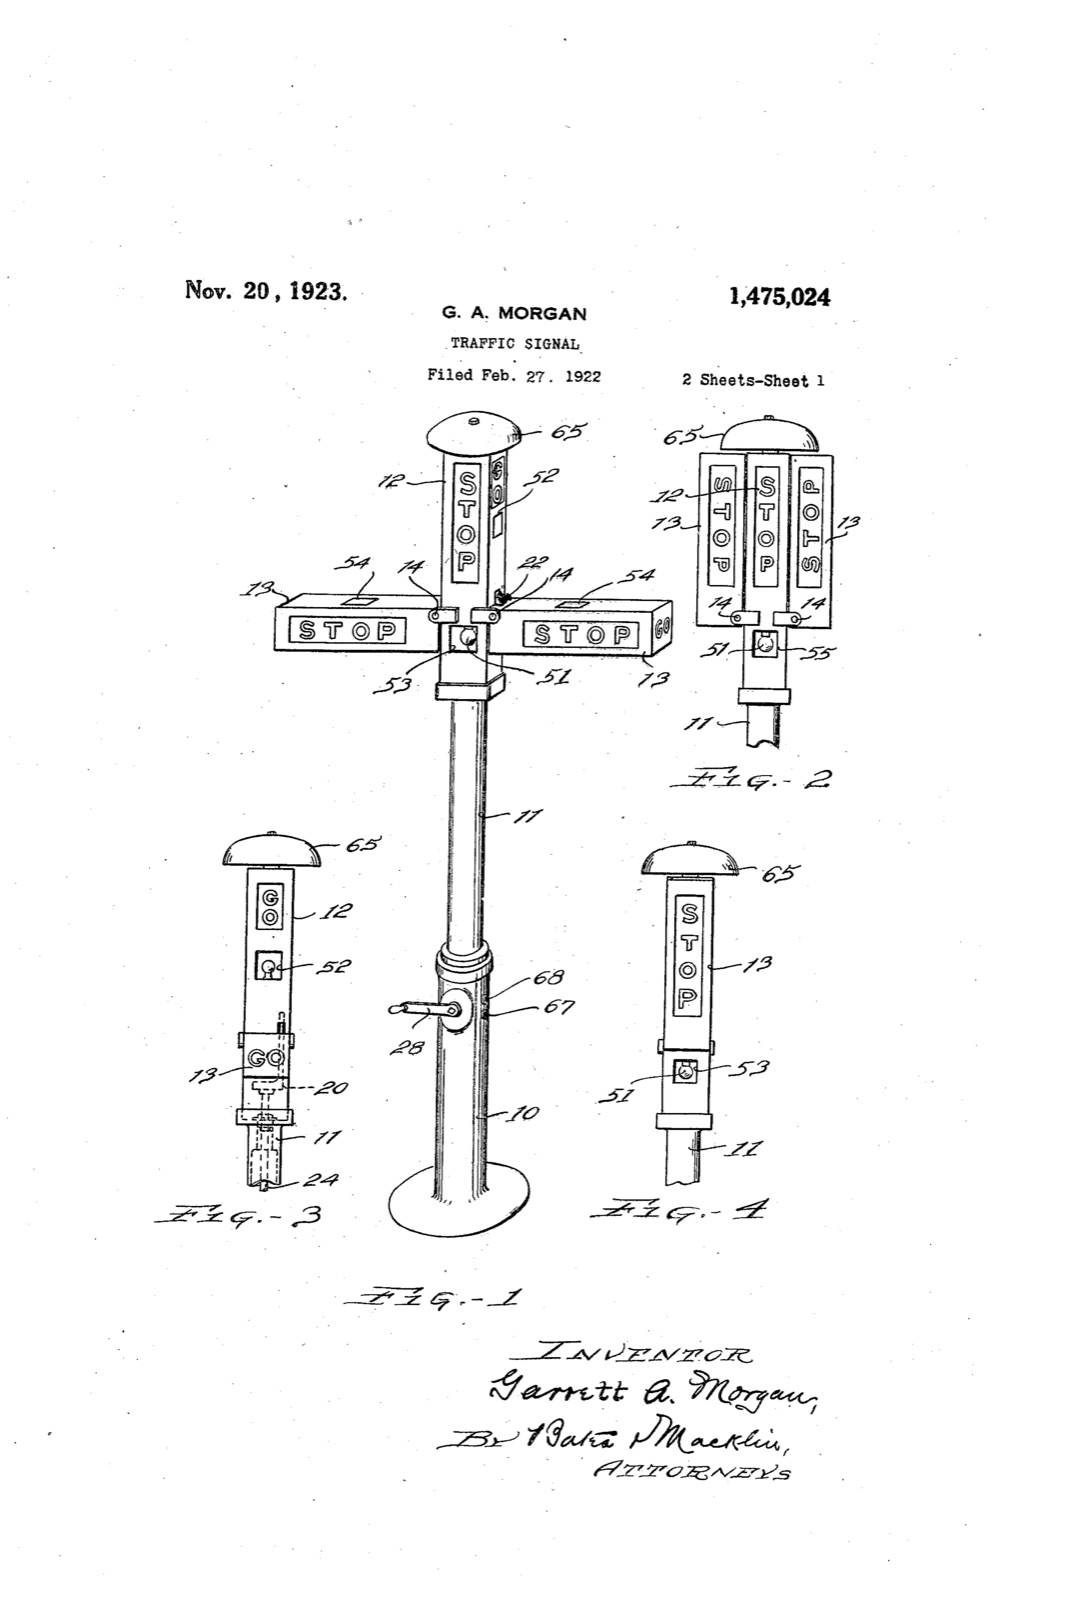 Nov. 20, 1923.
1,475,024
G. A. MORGAN
TRAFFIC SIGNAL
Filed Feb. 27. 1922
2 Sheets-Sheet 1
65
12
STOP
GO
52
54
14
22
14
54
13
STOP
STOP
GO
53
51
13
11
68
67
28
10
FIG.-1
65
12
13
STOP
STOP
STOP
13
14
14
51
55
11
FIG.-2
65
GO
12
52
GO
13
20
11
24
FIG.-3
65
STOP
13
53
51
11
FIG.-4
INVENTOR
Garrett A. Morgan,
By Bates & Macklin,
ATTORNEYS